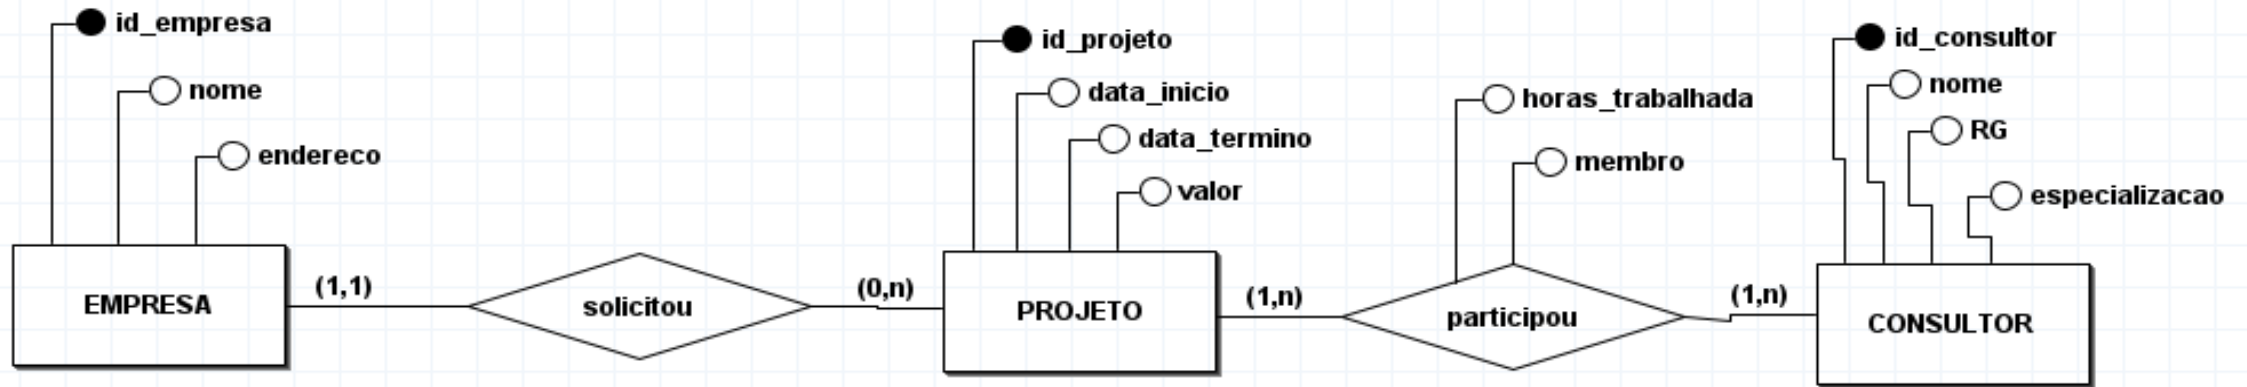 id_empresa
nome
endereco
EMPRESA
(1,1)
solicitou
(0,n)
id_projeto
data_inicio
data_termino
valor
PROJETO
(1,n)
horas_trabalhada
membro
participou
(1,n)
id_consultor
nome
RG
especializacao
CONSULTOR